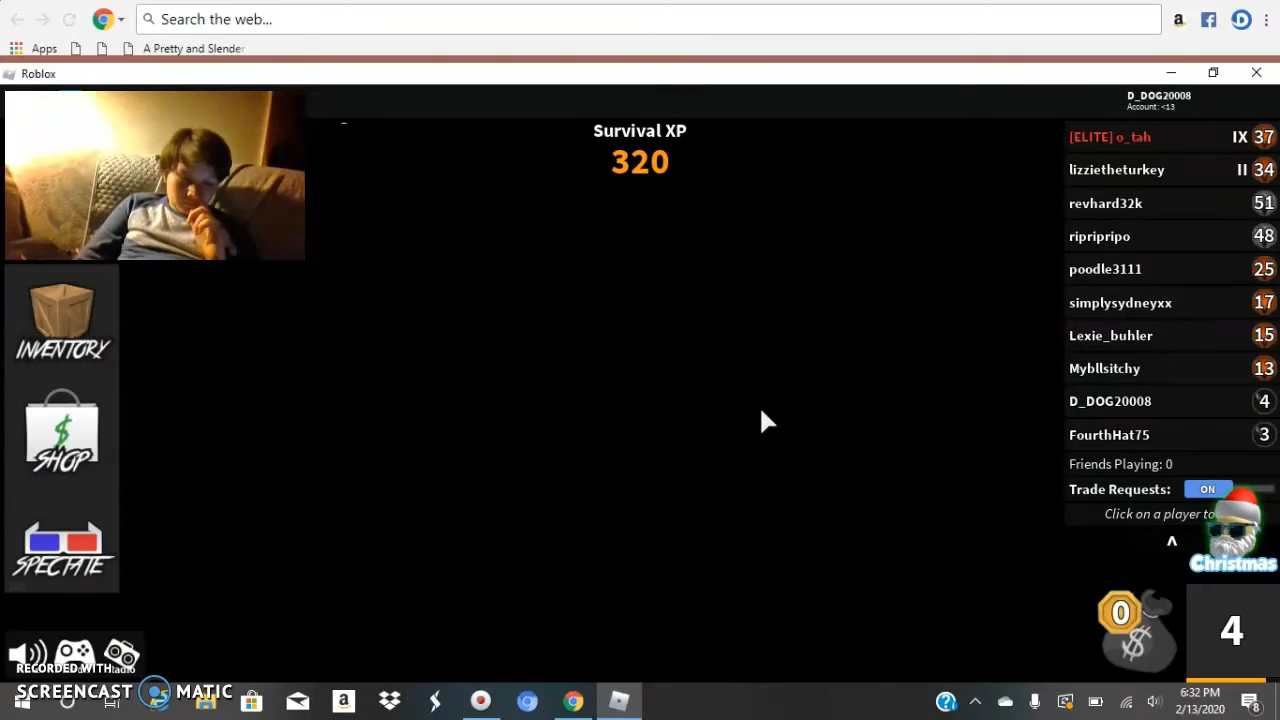 Search the web...
Apps
A Pretty and Slender
Roblox
D_DOG20008
Account: <13
Survival XP
320
[ELITE] o_tah IX 37
lizzietheturkey II 34
revhard32k 51
ripripripo 48
poodle3111 25
simplysydneyxx 17
Lexie_buhler 15
Mybllsitchy 13
D_DOG20008 4
FourthHat75 3
Friends Playing: 0
Trade Requests: ON
Click on a player to
INVENTORY
SHOP
SPECTATE
Christmas
0
4
RECORDED WITH
SCREENCAST MATIC
6:32 PM
2/13/2020
8